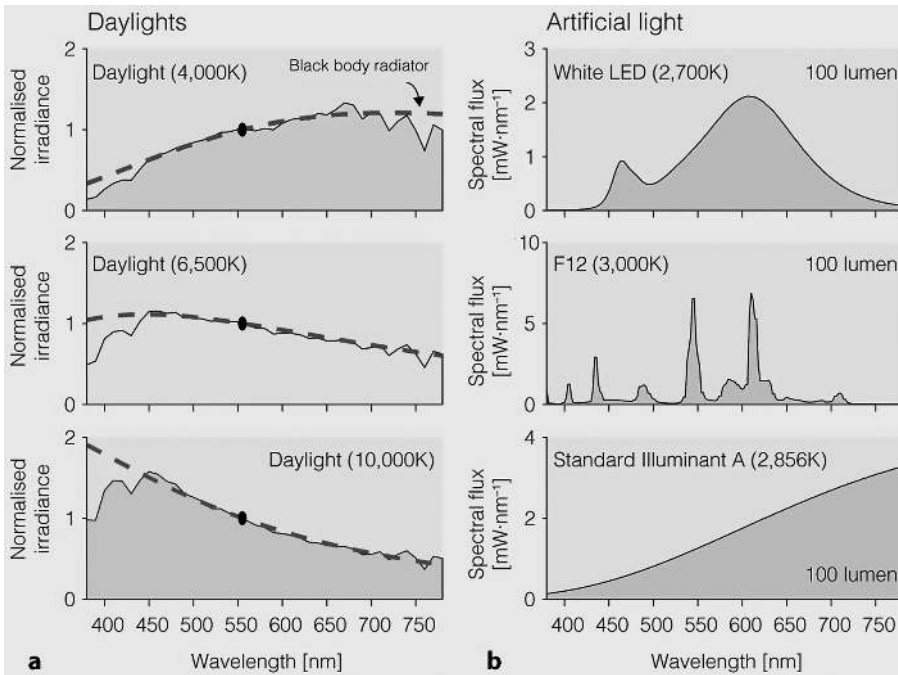 Daylights
Normalised
irradiance
2
1
0
Daylight (4,000K)
Black body radiator
Normalised
irradiance
2
1
0
Daylight (6,500K)
Normalised
irradiance
2
1
0
Daylight (10,000K)
400 450 500 550 600 650 700 750
a
Wavelength [nm]
Artificial light
Spectral flux
[mW·nm⁻¹]
3
2
1
0
White LED (2,700K)
100 lumen
Spectral flux
[mW·nm⁻¹]
10
5
0
F12 (3,000K)
100 lumen
Spectral flux
[mW·nm⁻¹]
4
2
0
Standard Illuminant A (2,856K)
100 lumen
400 450 500 550 600 650 700 750
b
Wavelength [nm]